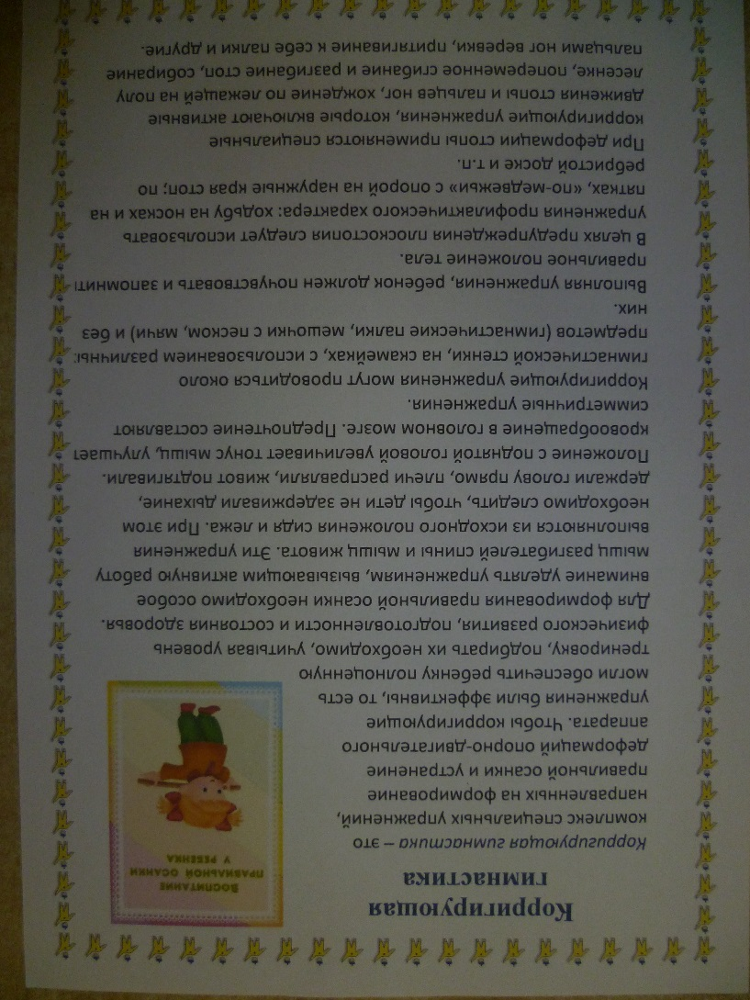 Корригирующая
гимнастика
Воспитание
правильной осанки
у ребенка
Корригирующая гимнастика – это
комплекс специальных упражнений,
направленных на формирование
правильной осанки и устранение
деформаций опорно-двигательного
аппарата. Чтобы корригирующие
упражнения были эффективны, то есть
могли обеспечить ребенку полноценную
тренировку, подбирать их необходимо, учитывая уровень
физического развития, подготовленности и состояния здоровья.
Для формирования правильной осанки необходимо особое
внимание уделять упражнениям, вызывающим активную работу
мышц разгибателей спины и мышц живота. Эти упражнения
выполняются из исходного положения сидя и лежа. При этом
необходимо следить, чтобы дети не задерживали дыхание,
держали голову прямо, плечи расправляли, живот подтягивали.
Положение с поднятой головой увеличивает тонус мышц, улучшает
кровообращение в головном мозге. Предпочтение составляют
симметричные упражнения.
Корригирующие упражнения могут проводиться около
гимнастической стенки, на скамейках, с использованием различны
предметов (гимнастические палки, мешочки с песком, мячи) и без
них.
Выполняя упражнения, ребенок должен почувствовать и запомнит
правильное положение тела.
В целях предупреждения плоскостопия следует использовать
упражнения профилактического характера: ходьбу на носках и на
пятках, «по-медвежьи» с опорой на наружные края стоп; по
ребристой доске и т.п.
При деформации стопы применяются специальные
корригирующие упражнения, которые включают активные
движения стопы и пальцев ног, хождение по лежащей на полу
лесенке, попеременное сгибание и разгибание стоп, собирание
пальцами ног веревки, притягивание к себе палки и другие.